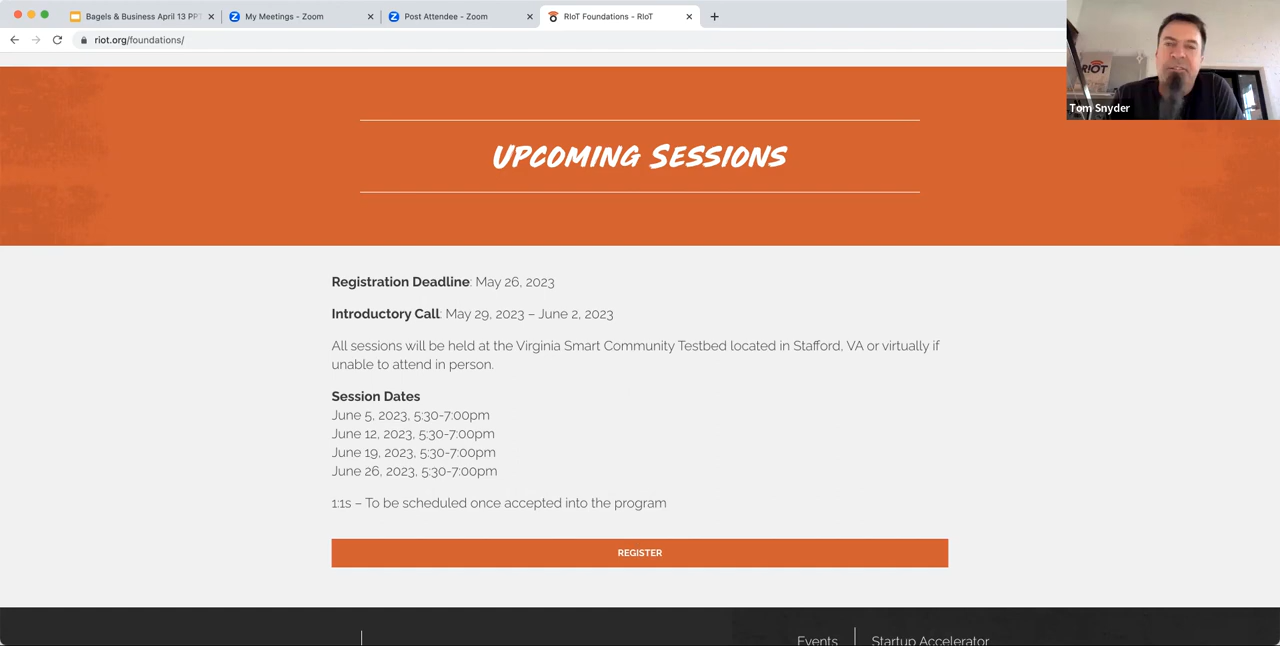 Bagels & Business April 13 PPT
My Meetings - Zoom
Post Attendee - Zoom
RIoT Foundations - RIoT
riot.org/foundations/
RIOT
Tom Snyder
Upcoming Sessions
Registration Deadline: May 26, 2023
Introductory Call: May 29, 2023 – June 2, 2023
All sessions will be held at the Virginia Smart Community Testbed located in Stafford, VA or virtually if
unable to attend in person.
Session Dates
June 5, 2023, 5:30-7:00pm
June 12, 2023, 5:30-7:00pm
June 19, 2023, 5:30-7:00pm
June 26, 2023, 5:30-7:00pm
1:1s – To be scheduled once accepted into the program
REGISTER
Events
Startup Accelerator